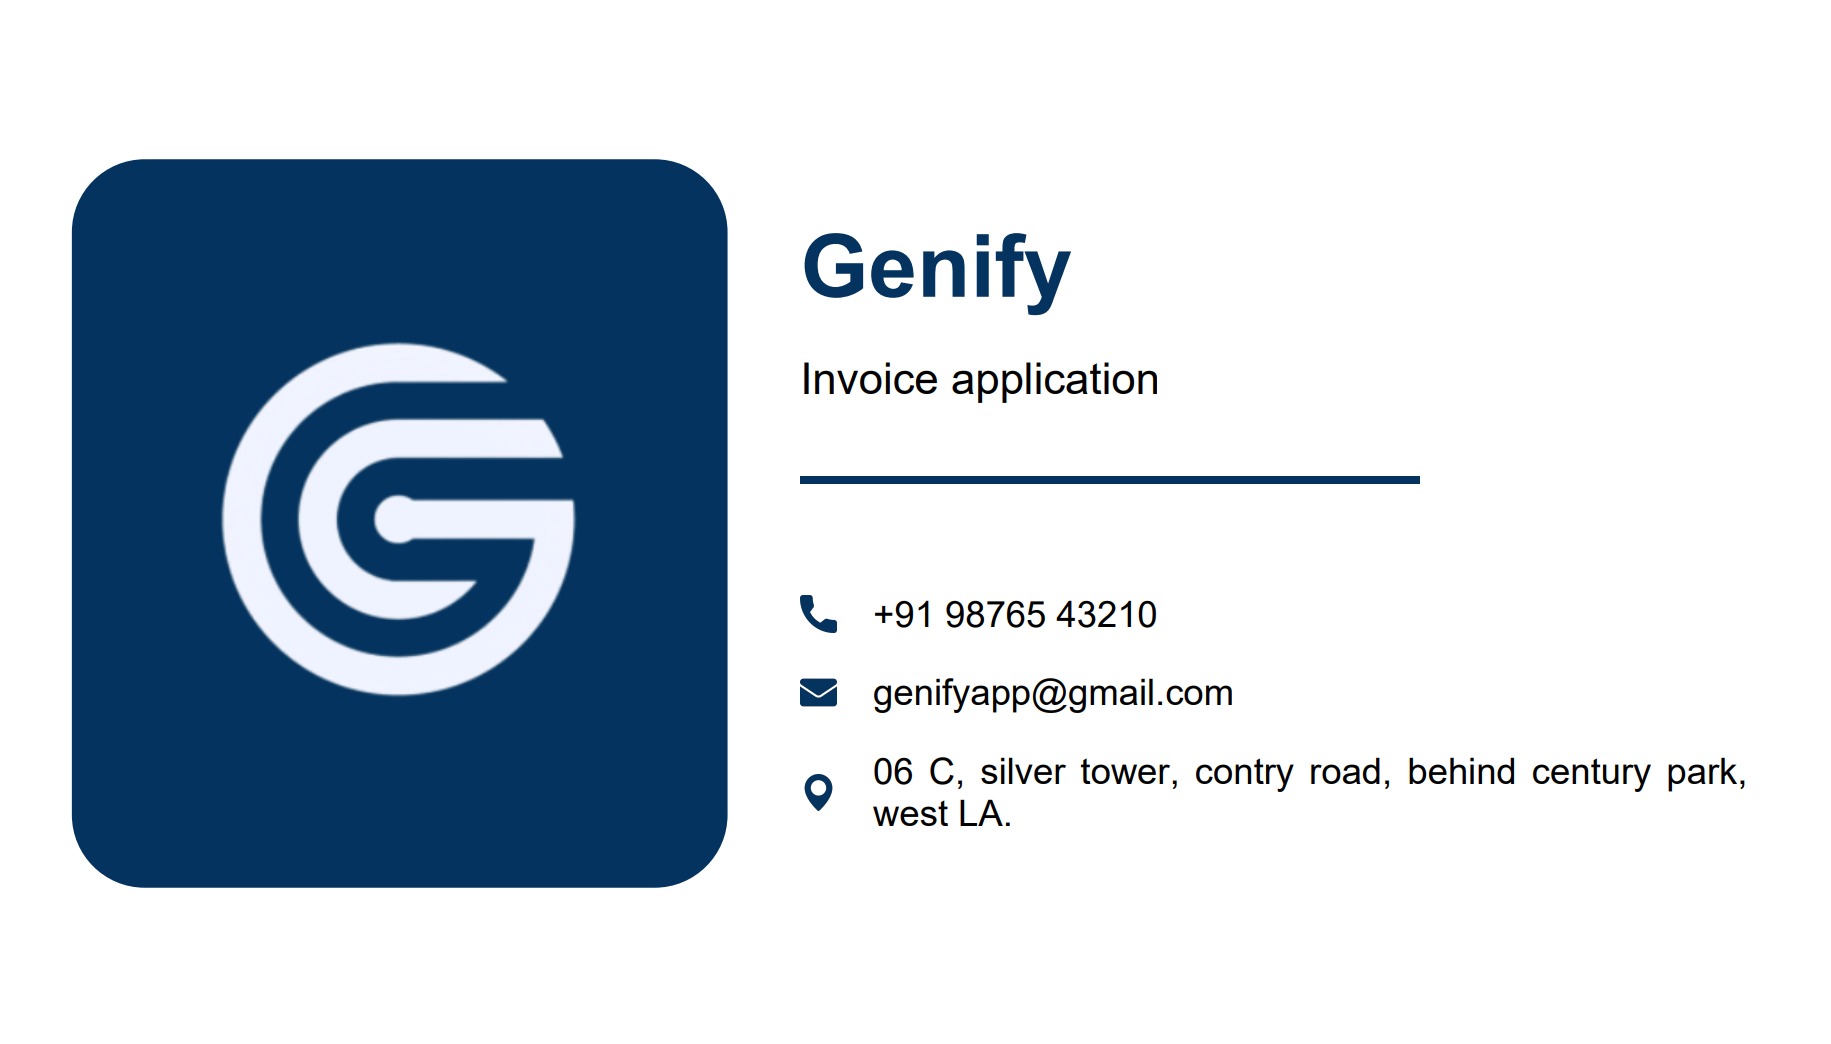 Genify
Invoice application
+91 98765 43210
genifyapp@gmail.com
06 C, silver tower, contry road, behind century park,
west LA.